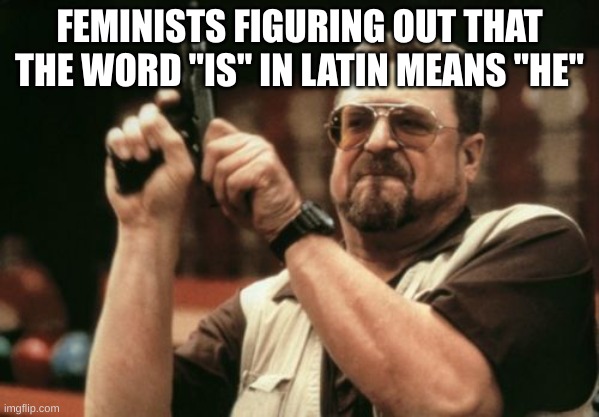 FEMINISTS FIGURING OUT THAT
THE WORD "IS" IN LATIN MEANS "HE"
imgflip.com